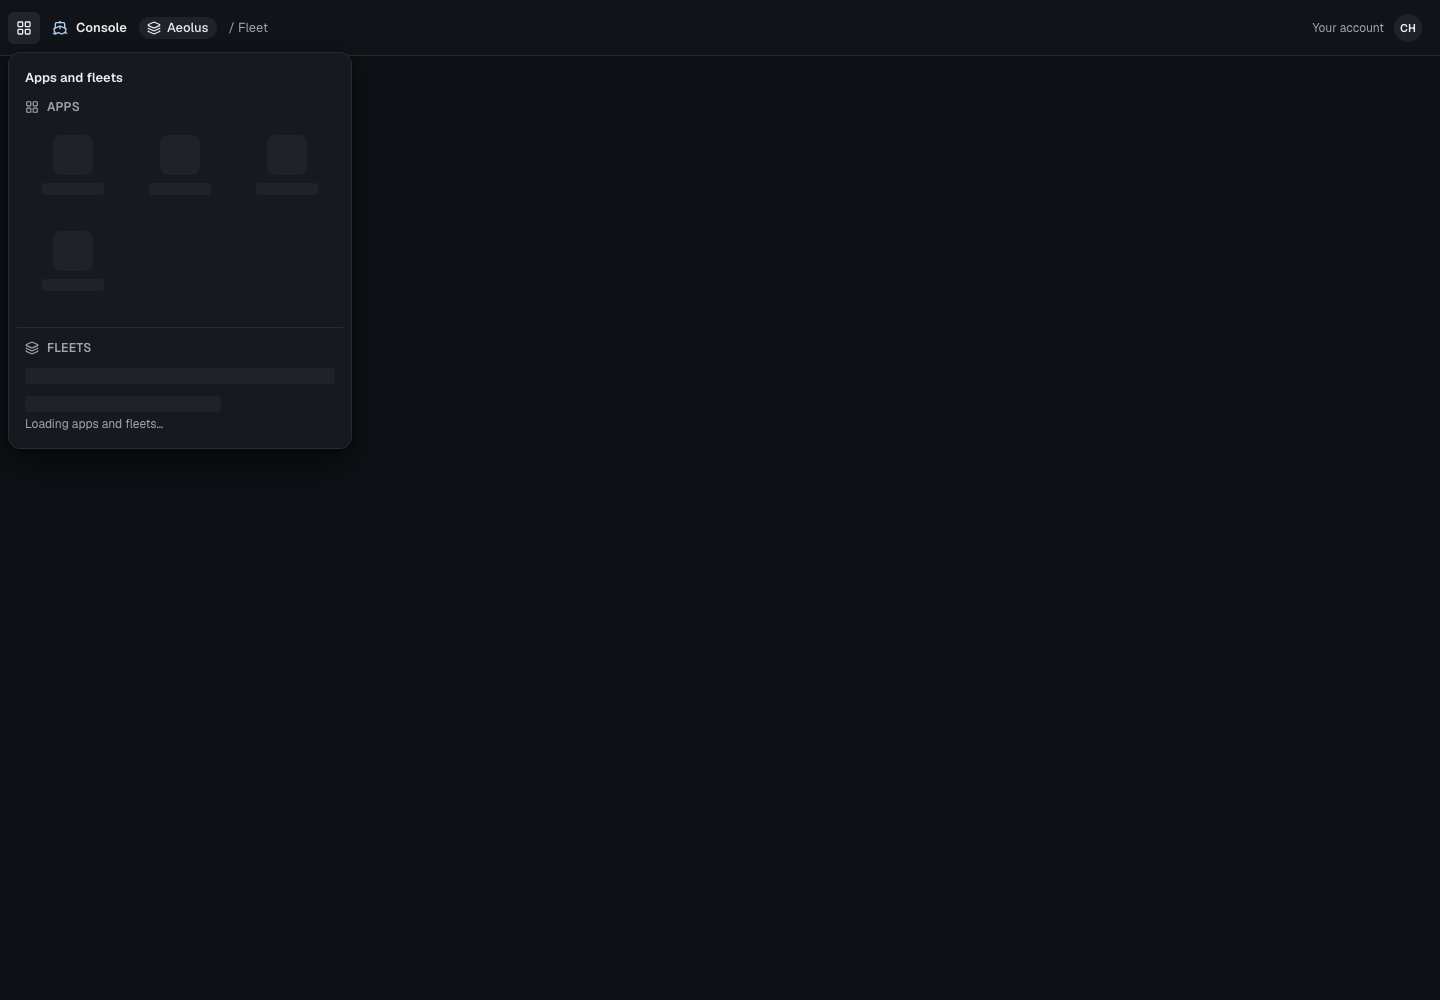 Console
Aeolus
/ Fleet
Your account
CH
Apps and fleets
APPS
FLEETS
Loading apps and fleets...